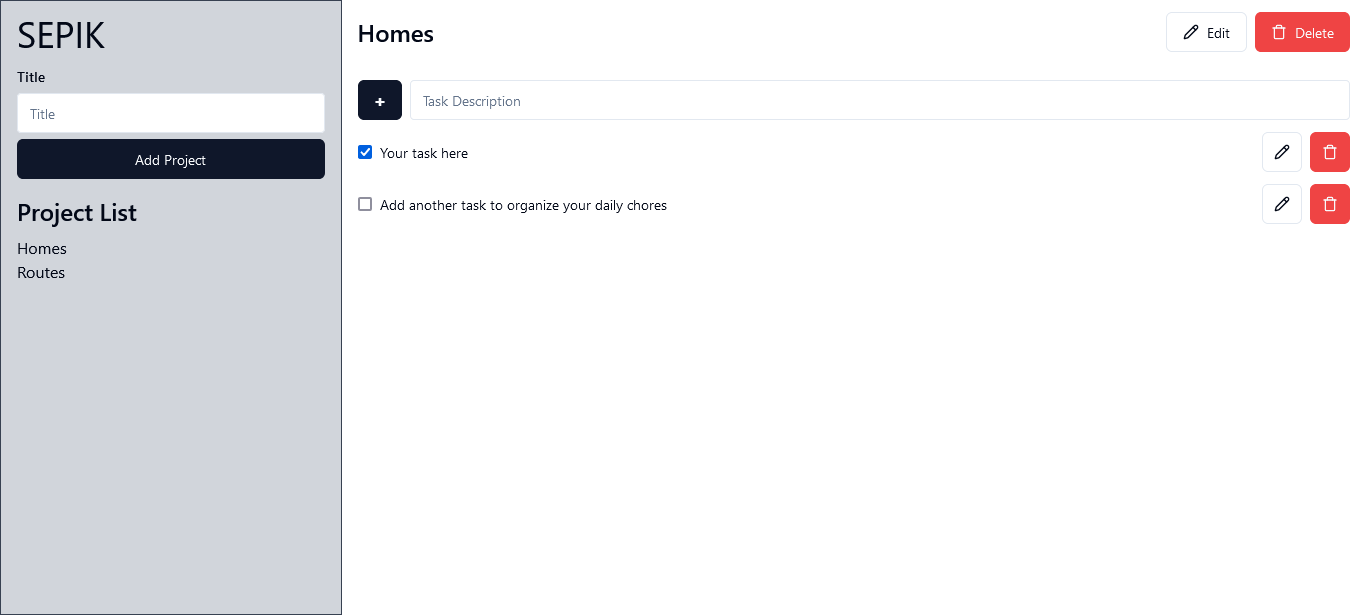 SEPIK
Title
Title
Add Project
Project List
Homes
Routes
Homes
Edit
Delete
+
Task Description
Your task here
Add another task to organize your daily chores